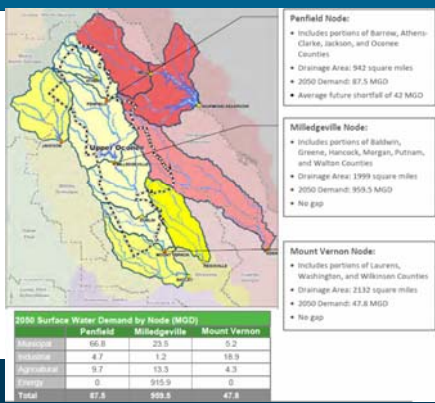 Penfield Node:
• Includes portions of Barrow, Athens-
Clarke, Jackson, and Oconee
Counties
• Drainage Area: 942 square miles
• 2050 Demand: 87.5 MGD
• Average future shortfall of 42 MGD
Upper Oconee
Milledgeville Node:
• Includes portions of Baldwin,
Greene, Hancock, Morgan, Putnam,
and Walton Counties
• Drainage Area: 1999 square miles
• 2050 Demand: 959.5 MGD
• No gap
Mount Vernon Node:
• Includes portions of Laurens,
Washington, and Wilkinson Counties
• Drainage Area: 2132 square miles
• 2050 Demand: 47.8 MGD
• No gap
2050 Surface Water Demand by Node (MGD)
Penfield Milledgeville Mount Vernon
Municipal 66.8 23.5 5.2
Industrial 4.7 1.2 18.9
Agricultural 9.7 13.3 4.3
Energy 0 915.9 0
Total 87.5 959.5 47.8